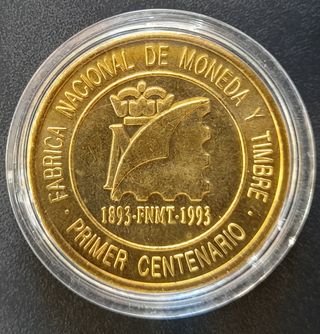 FABRICA NACIONAL DE MONEDA Y TIMBRE ·
1893-FNMT-1993
PRIMER CENTENARIO ·